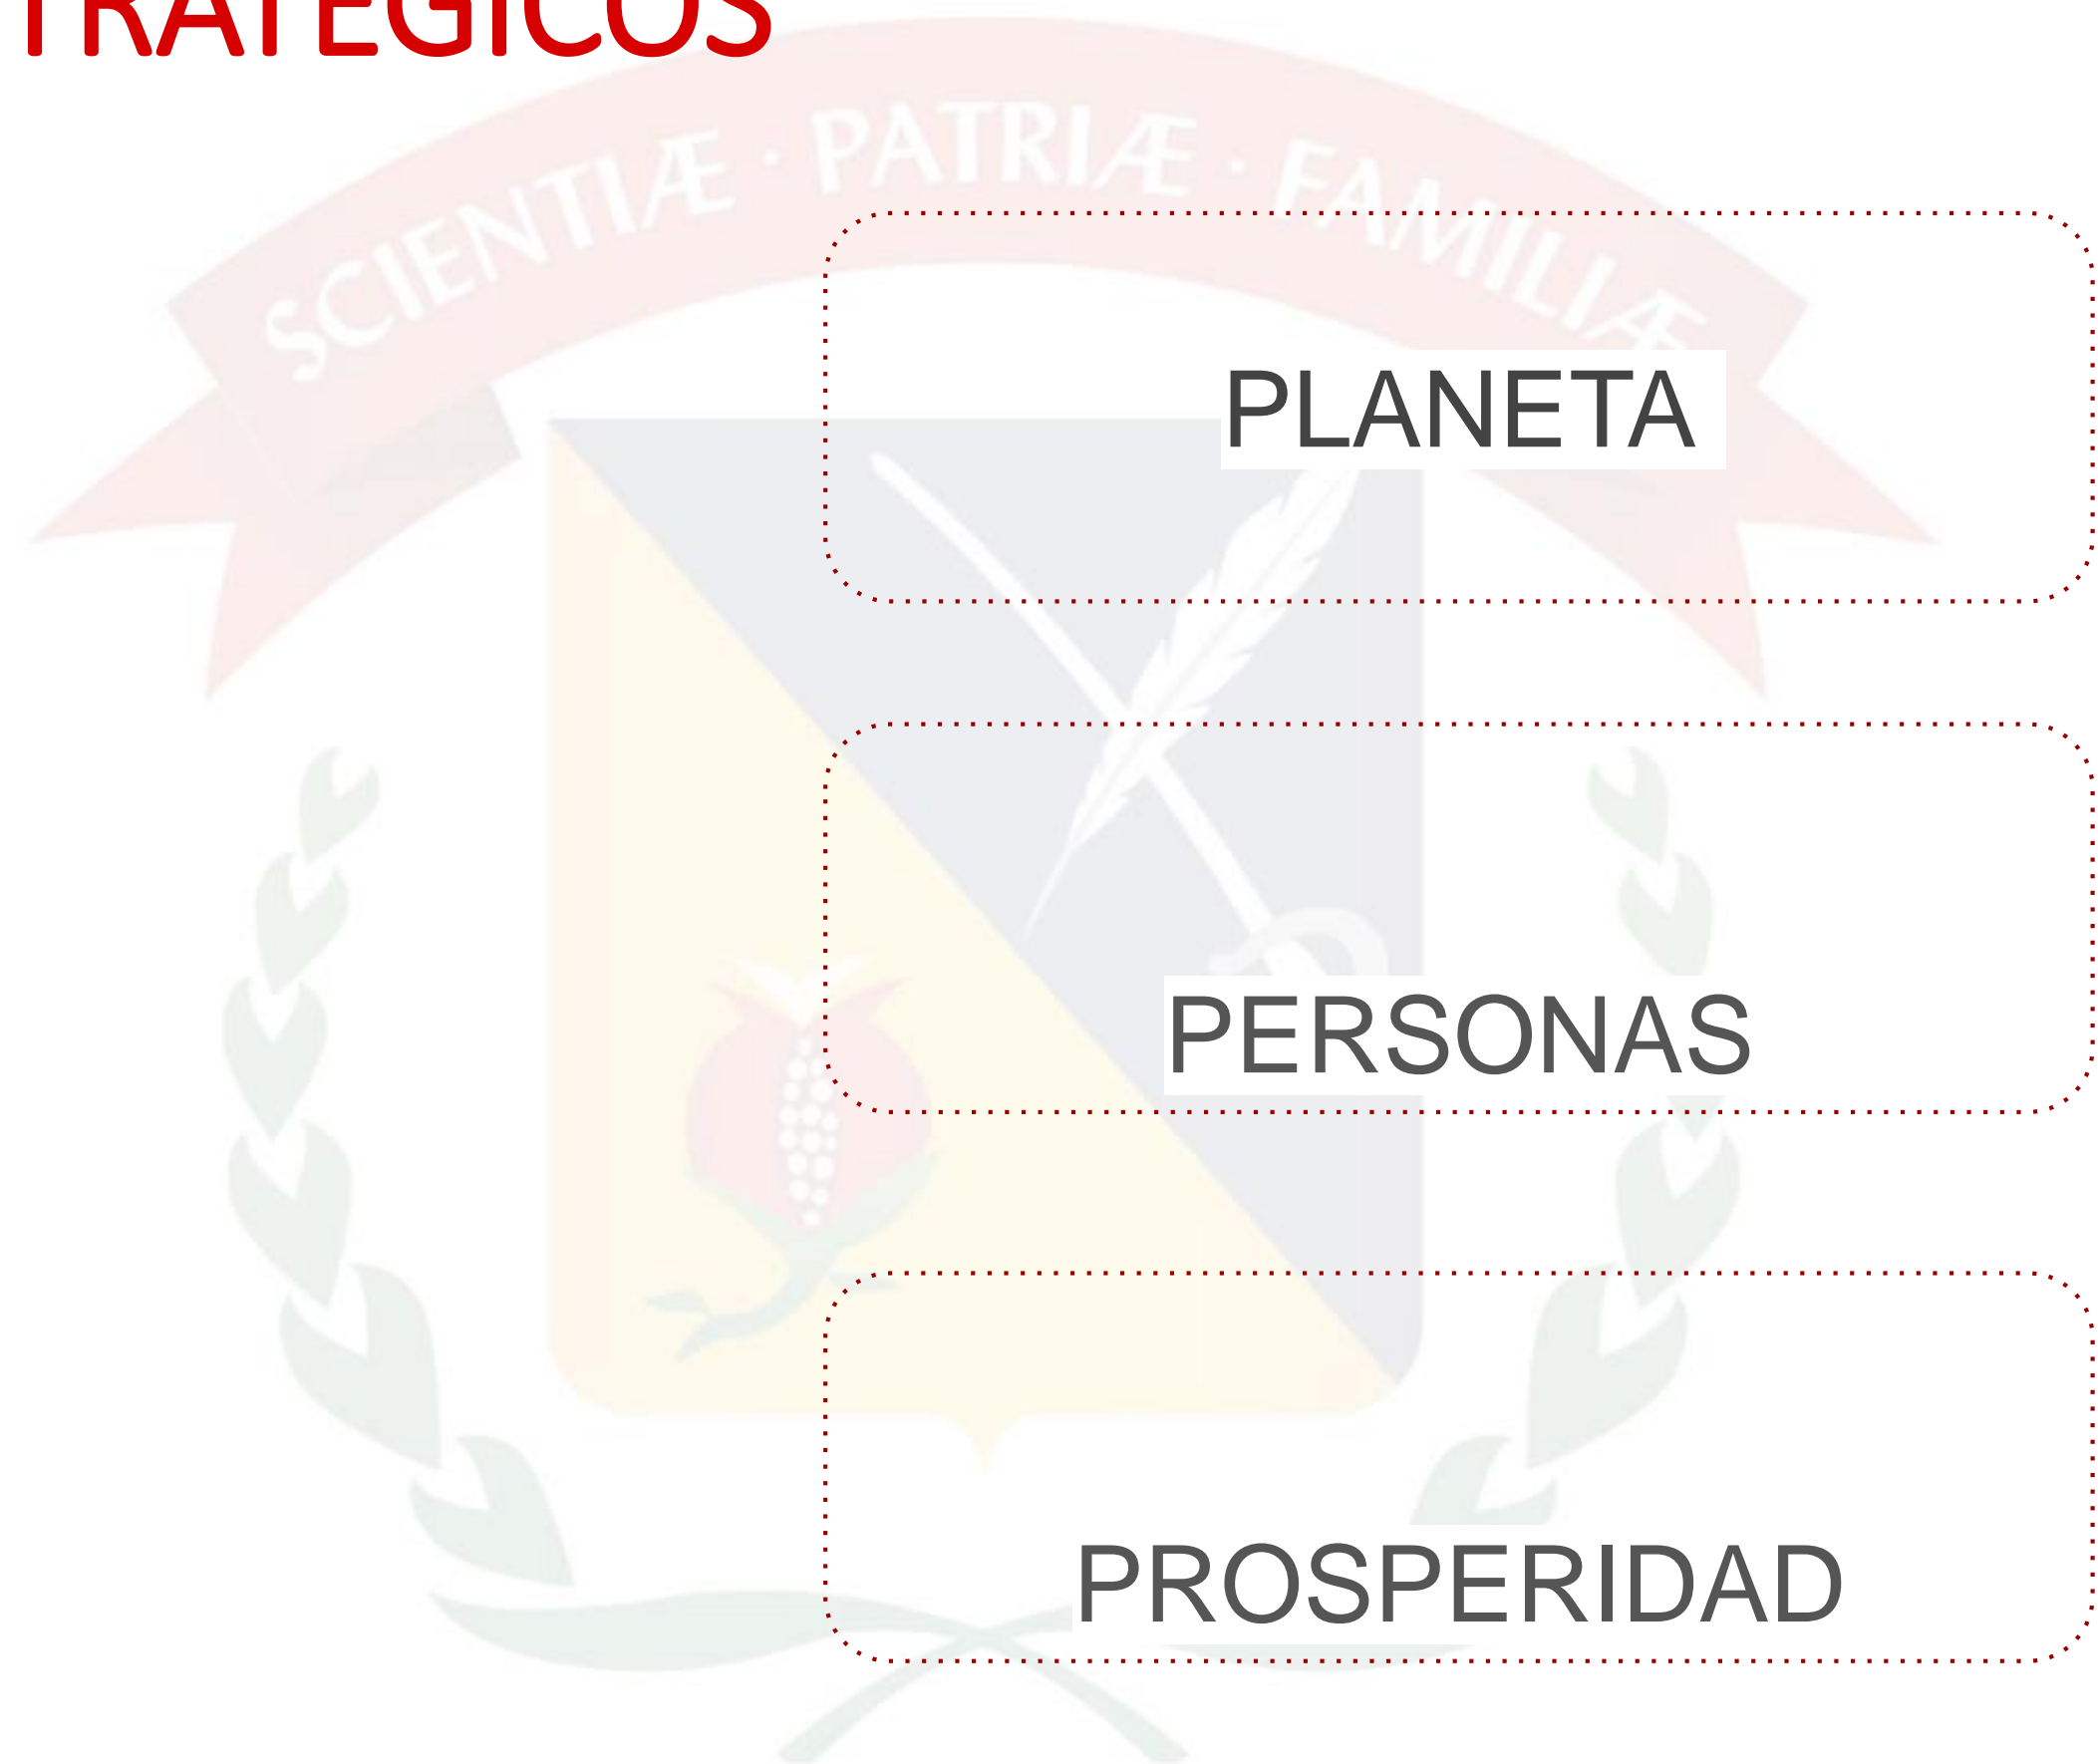 TRATÉGICOS
SCIENTIÆ · PATRIÆ · FAMILIÆ
PLANETA
PERSONAS
PROSPERIDAD